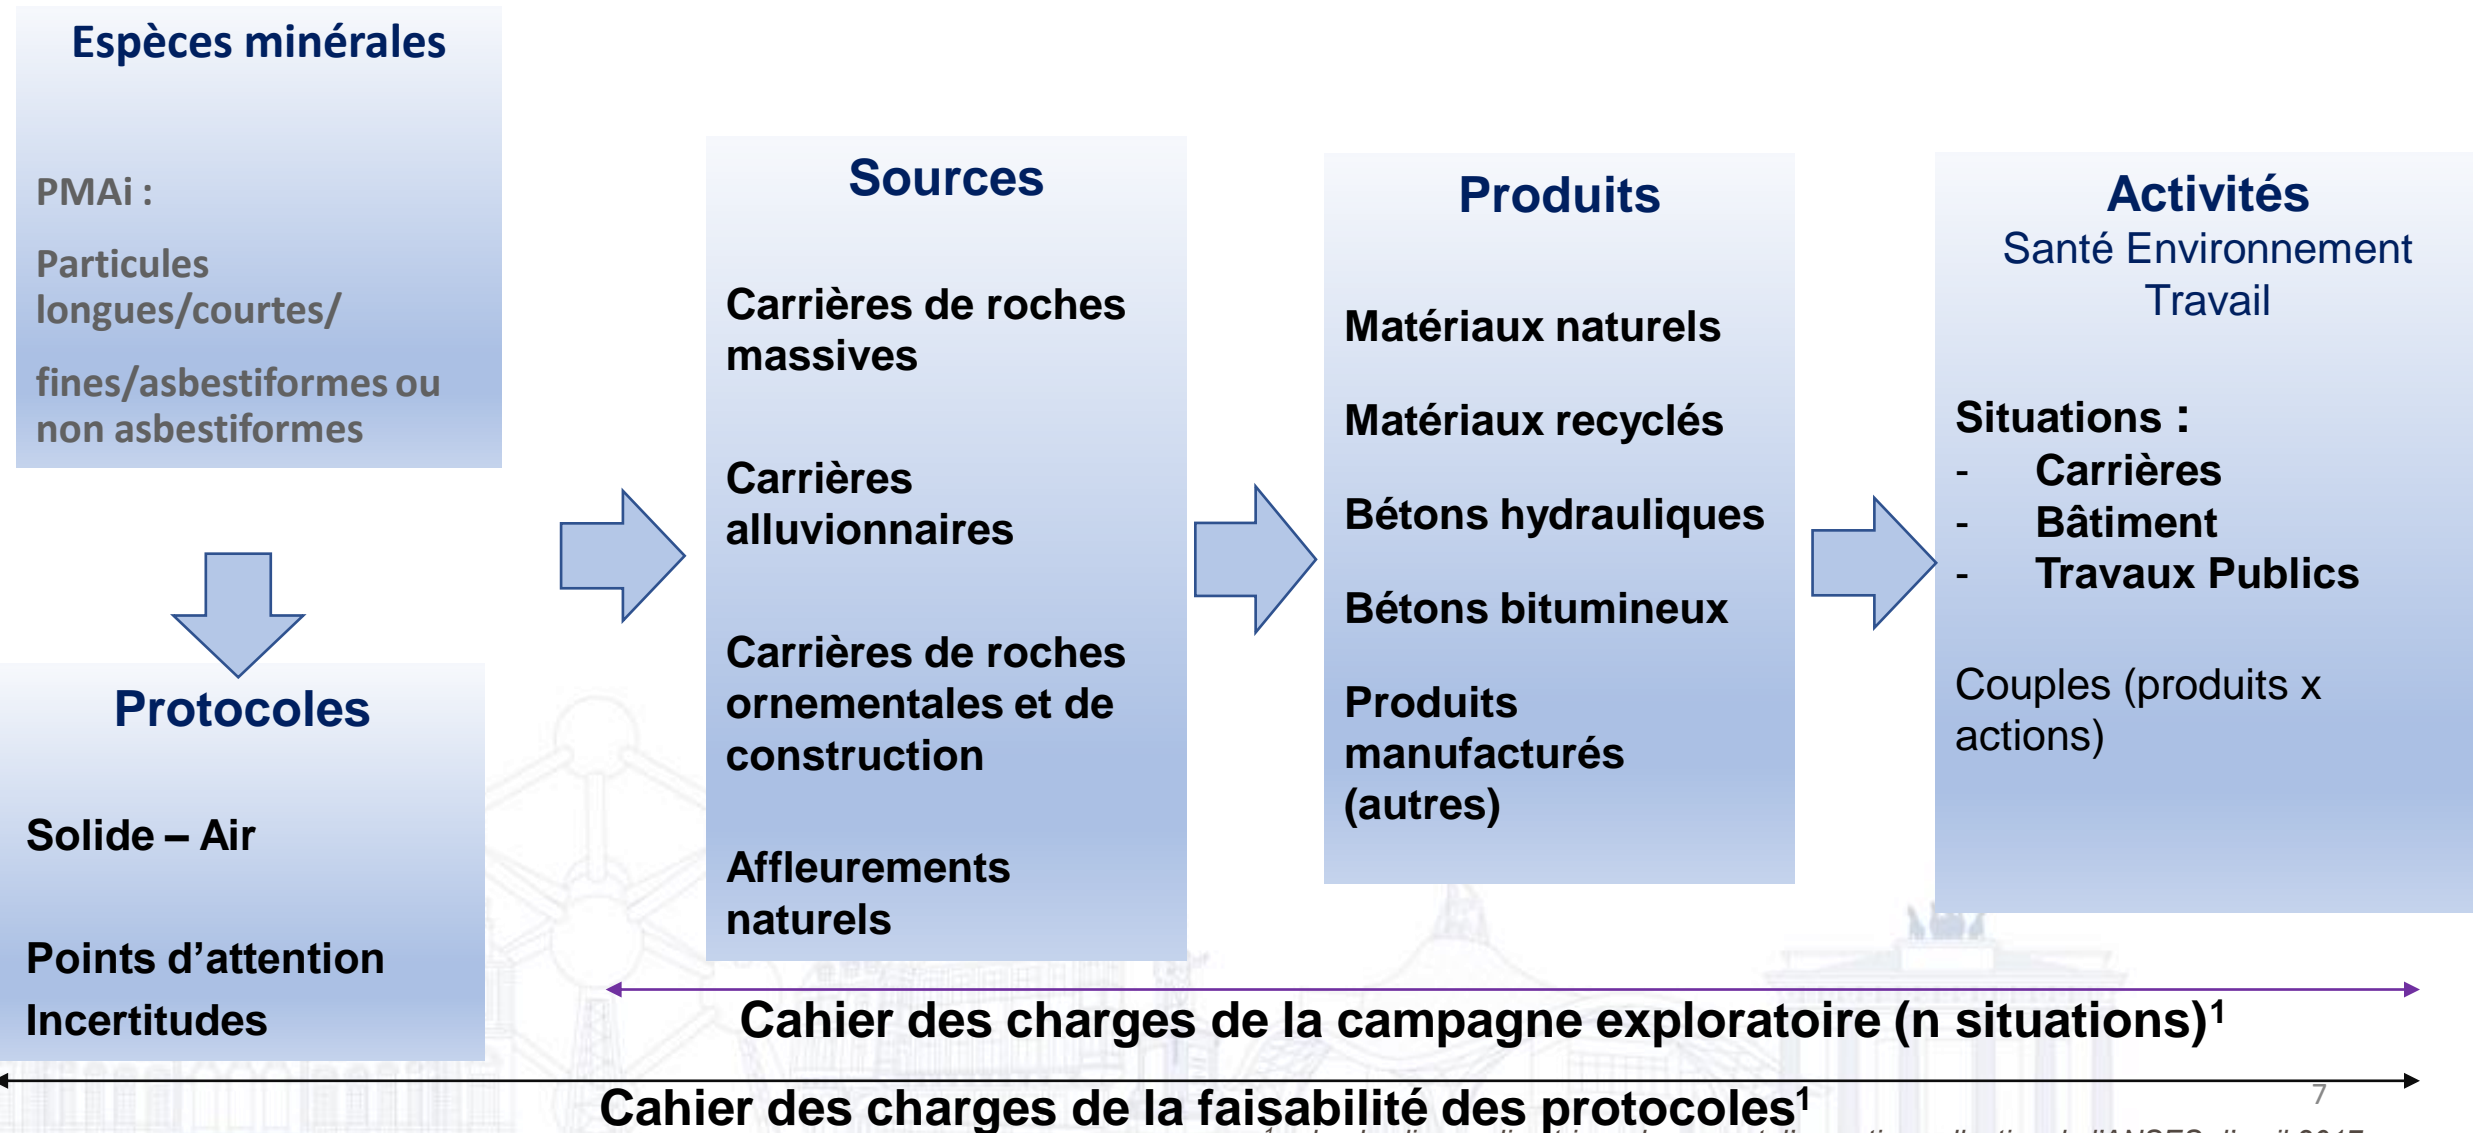 Espèces minérales
PMAi :
Particules
longues/courtes/
fines/asbestiformes ou
non asbestiformes
Protocoles
Solide – Air
Points d’attention
Incertitudes
Sources
Carrières de roches
massives
Carrières
alluvionnaires
Carrières de roches
ornementales et de
construction
Affleurements
naturels
Produits
Matériaux naturels
Matériaux recyclés
Bétons hydrauliques
Bétons bitumineux
Produits
manufacturés
(autres)
Activités
Santé Environnement
Travail
Situations :
- Carrières
- Bâtiment
- Travaux Publics
Couples (produits x
actions)
Cahier des charges de la campagne exploratoire (n situations)¹
Cahier des charges de la faisabilité des protocoles¹
7